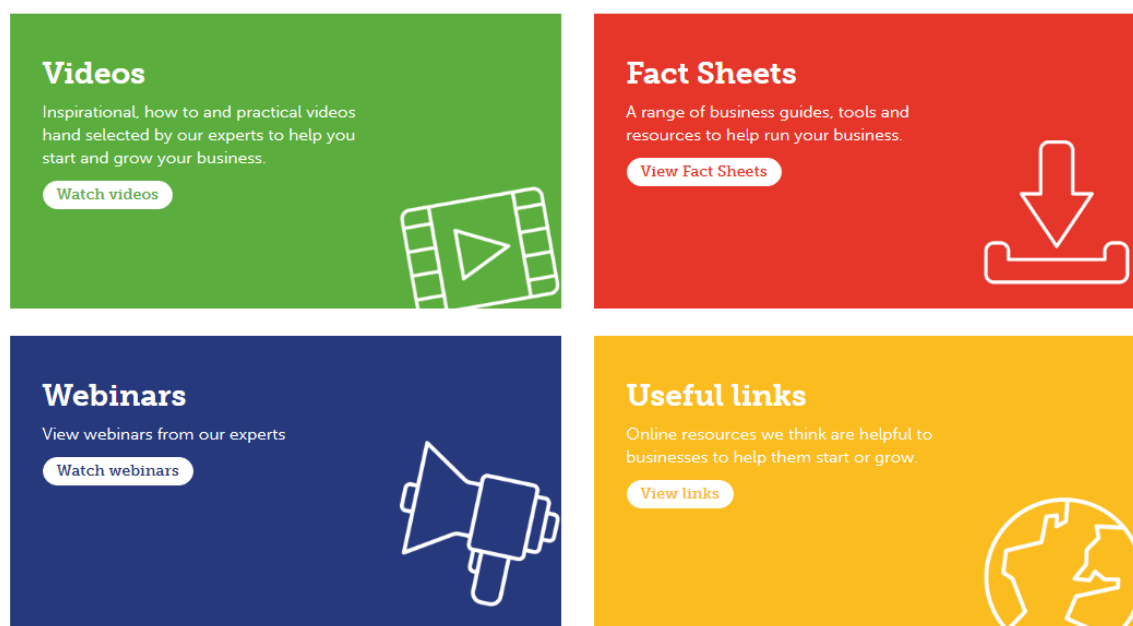 Videos
Inspirational, how to and practical videos
hand selected by our experts to help you
start and grow your business.
Watch videos
Fact Sheets
A range of business guides, tools and
resources to help run your business.
View Fact Sheets
Webinars
View webinars from our experts
Watch webinars
Useful links
Online resources we think are helpful to
businesses to help them start or grow.
View links